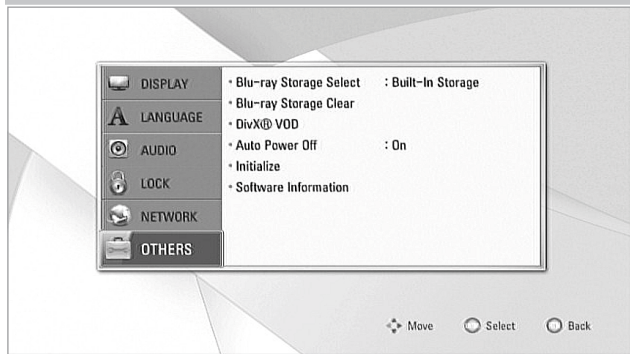 DISPLAY
LANGUAGE
AUDIO
LOCK
NETWORK
OTHERS
• Blu-ray Storage Select : Built-In Storage
• Blu-ray Storage Clear
• DivX® VOD
• Auto Power Off : On
• Initialize
• Software Information
Move Select Back